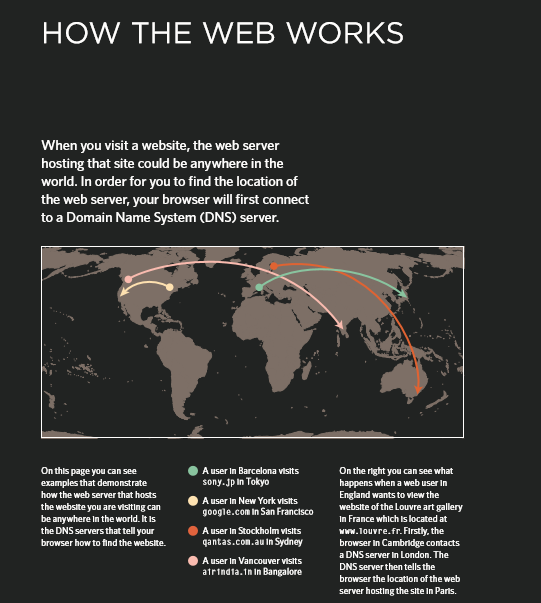 HOW THE WEB WORKS
When you visit a website, the web server
hosting that site could be anywhere in the
world. In order for you to find the location of
the web server, your browser will first connect
to a Domain Name System (DNS) server.
On this page you can see
examples that demonstrate
how the web server that hosts
the website you are visiting can
be anywhere in the world. It is
the DNS servers that tell your
browser how to find the website.
A user in Barcelona visits
sony.jp in Tokyo
A user in New York visits
google.com in San Francisco
A user in Stockholm visits
qantas.com.au in Sydney
A user in Vancouver visits
airindia.in in Bangalore
On the right you can see what
happens when a web user in
England wants to view the
website of the Louvre art gallery
in France which is located at
www.louvre.fr. Firstly, the
browser in Cambridge contacts
a DNS server in London. The
DNS server then tells the
browser the location of the web
server hosting the site in Paris.